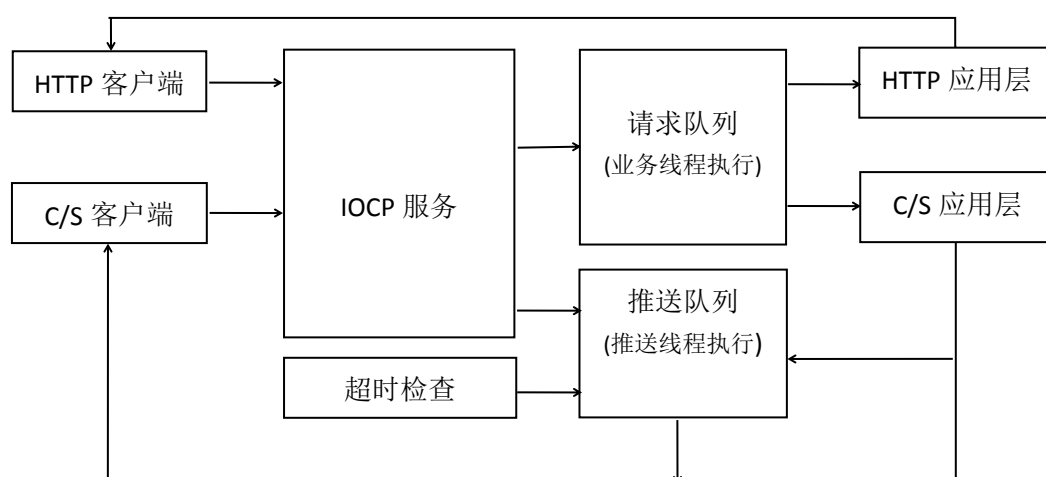 HTTP 客户端
C/S 客户端
IOCP 服务
超时检查
请求队列
(业务线程执行)
推送队列
(推送线程执行)
HTTP 应用层
C/S 应用层